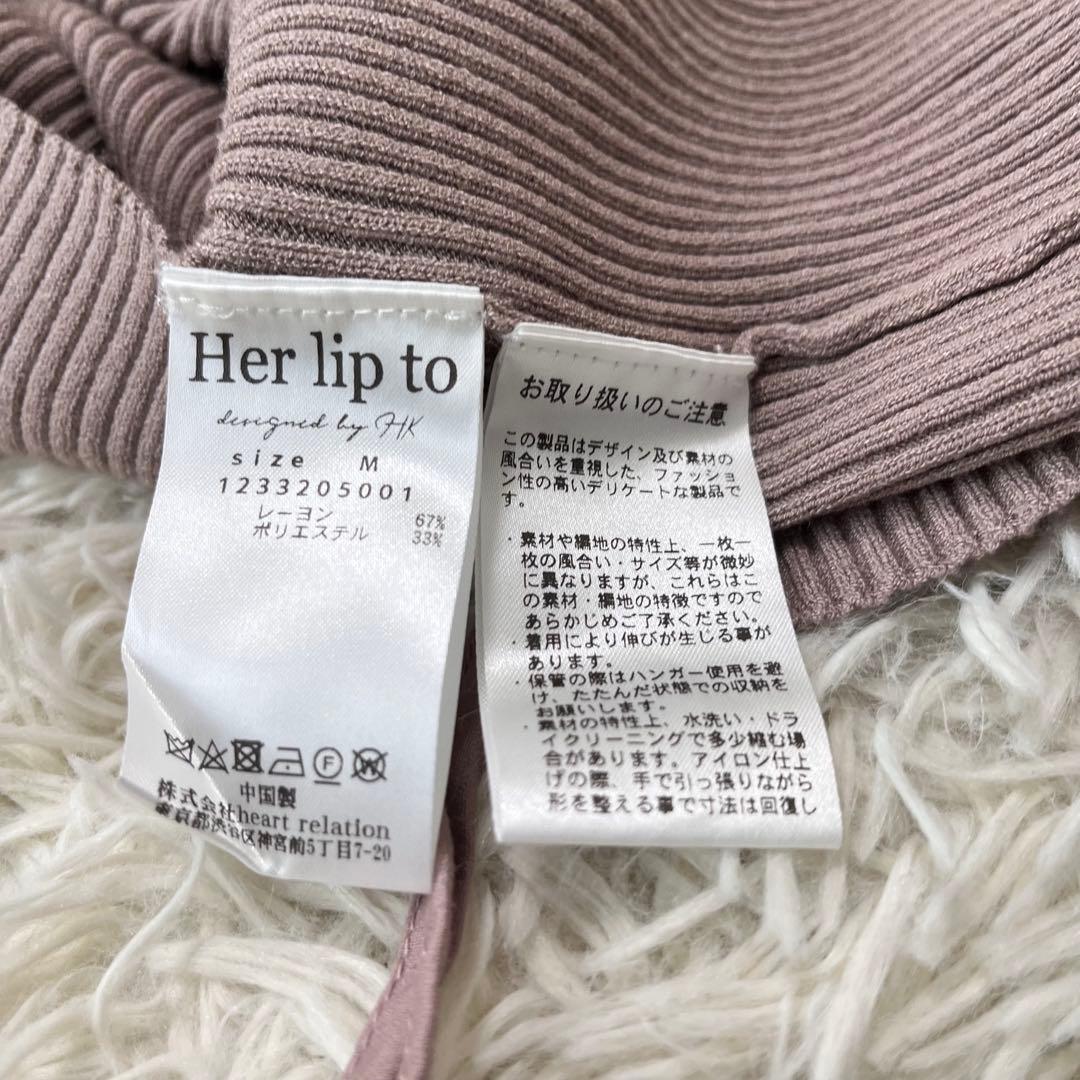 Her lip to
designed by HK
size M
1233205001
レーヨン 67%
ポリエステル 33%
F
W
中国製
株式会社heart relation
東京都渋谷区神宮前5丁目7-20
お取り扱いのご注意
この製品はデザイン及び素材の
風合いを重視した、ファッショ
ン性の高いデリケートな製品で
す。
・素材や編地の特性上、一枚一
枚の風合い・サイズ等が微妙
に異なりますが、これらはこ
の素材・編地の特徴ですので
あらかじめご了承ください。
・着用により伸びが生じる事が
あります。
・保管の際はハンガー使用を避
け、たたんだ状態での収納を
お願いします。
・素材の特性上、水洗い・ドラ
イクリーニングで多少縮む場
合があります。アイロン仕上
げの際、手で引っ張りながら
形を整える事で寸法は回復し